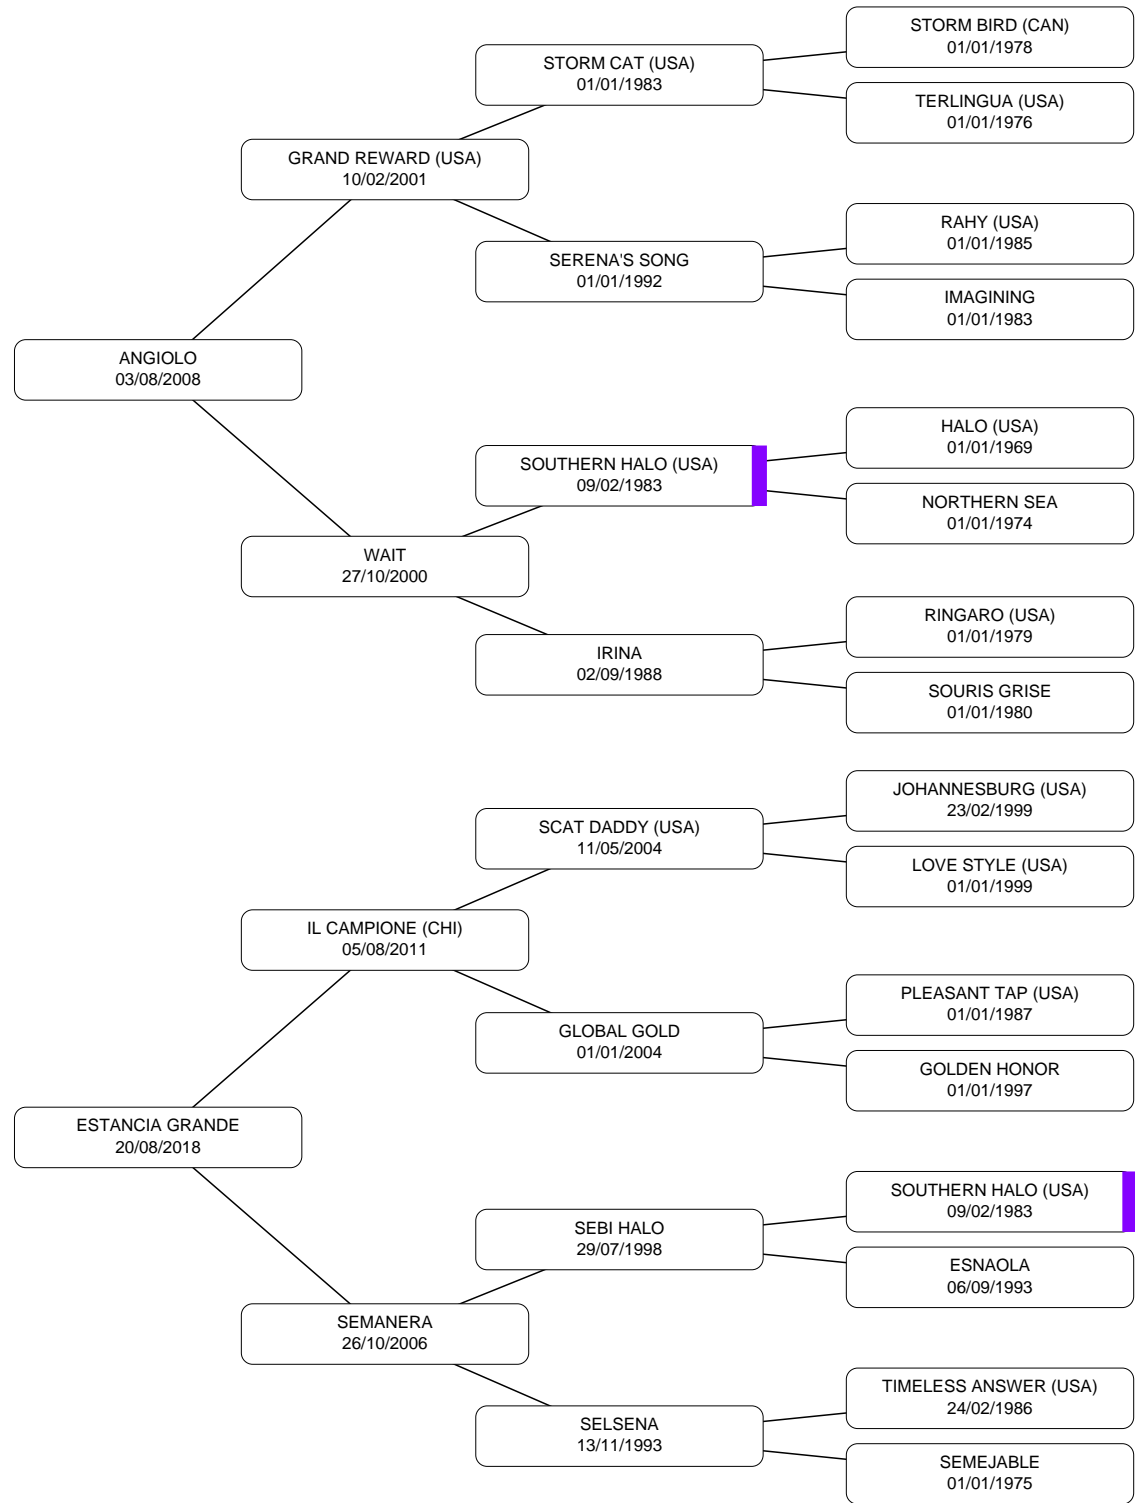 STORM BIRD (CAN)
01/01/1978
STORM CAT (USA)
01/01/1983
TERLINGUA (USA)
01/01/1976
GRAND REWARD (USA)
10/02/2001
RAHY (USA)
01/01/1985
SERENA'S SONG
01/01/1992
IMAGINING
01/01/1983
ANGIOLO
03/08/2008
HALO (USA)
01/01/1969
SOUTHERN HALO (USA)
09/02/1983
NORTHERN SEA
01/01/1974
WAIT
27/10/2000
RINGARO (USA)
01/01/1979
IRINA
02/09/1988
SOURIS GRISE
01/01/1980
JOHANNESBURG (USA)
23/02/1999
SCAT DADDY (USA)
11/05/2004
LOVE STYLE (USA)
01/01/1999
IL CAMPIONE (CHI)
05/08/2011
PLEASANT TAP (USA)
01/01/1987
GLOBAL GOLD
01/01/2004
GOLDEN HONOR
01/01/1997
ESTANCIA GRANDE
20/08/2018
SOUTHERN HALO (USA)
09/02/1983
SEBI HALO
29/07/1998
ESNAOLA
06/09/1993
SEMANERA
26/10/2006
TIMELESS ANSWER (USA)
24/02/1986
SELSENA
13/11/1993
SEMEJABLE
01/01/1975